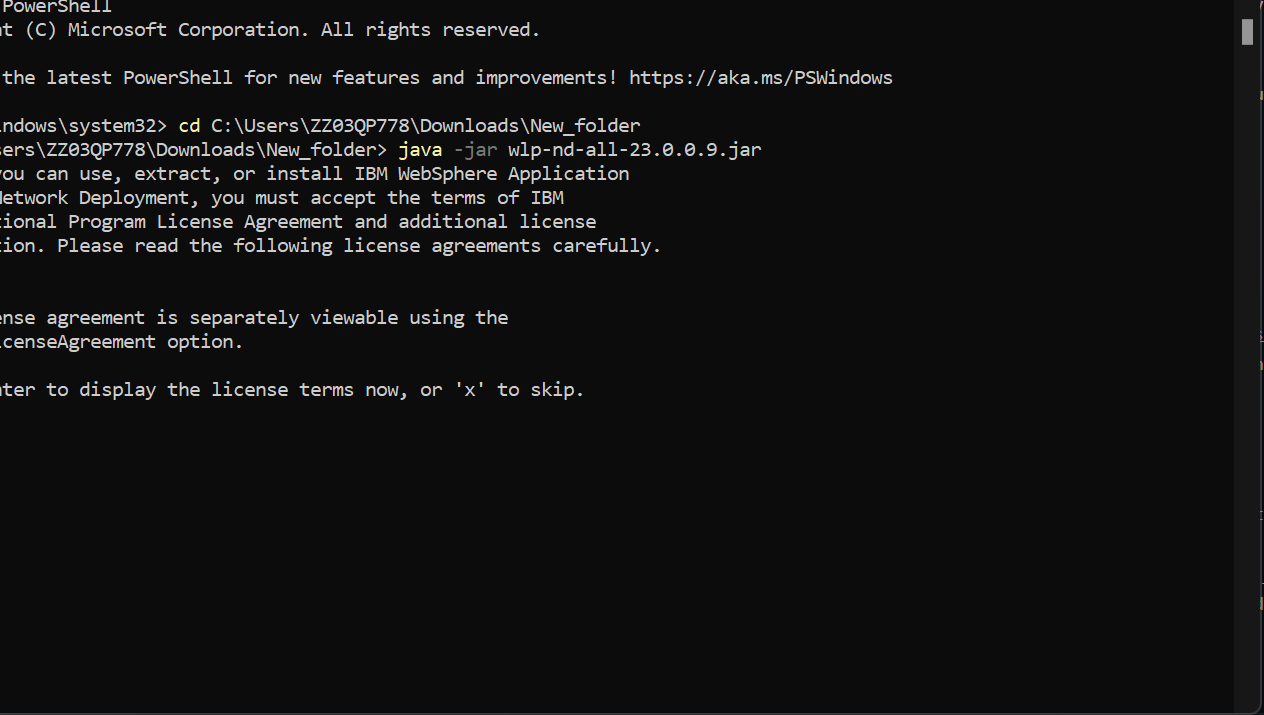 PowerShell
(C) Microsoft Corporation. All rights reserved.
the latest PowerShell for new features and improvements! https://aka.ms/PSWindows
indows\system32> cd C:\Users\ZZ03QP778\Downloads\New_folder
sers\ZZ03QP778\Downloads\New_folder> java -jar wlp-nd-all-23.0.0.9.jar
you can use, extract, or install IBM WebSphere Application
Network Deployment, you must accept the terms of IBM
tional Program License Agreement and additional license
tion. Please read the following license agreements carefully.
ense agreement is separately viewable using the
icenseAgreement option.
nter to display the license terms now, or 'x' to skip.